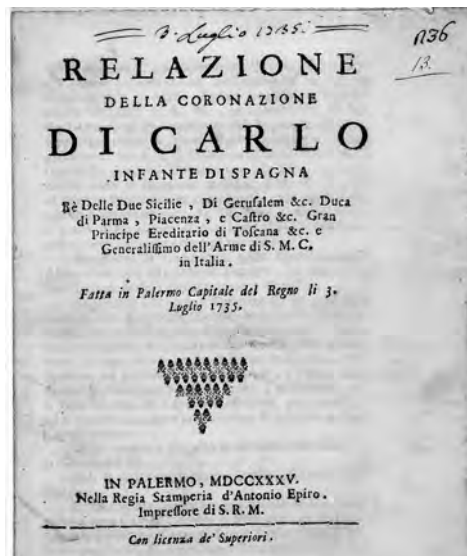 3. Luglio 1735.
1136
13.
RELAZIONE
DELLA CORONAZIONE
DI CARLO
INFANTE DI SPAGNA
Rè Delle Due Sicilie, Di Gerusalem &c. Duca
di Parma, Piacenza, e Castro &c. Gran
Principe Ereditario di Toscana &c. e
Generalissimo dell'Arme di S. M. C.
in Italia.
Fatta in Palermo Capitale del Regno li 3.
Luglio 1735.
IN PALERMO, MDCCXXXV.
Nella Regia Stamperia d'Antonio Epiro.
Impressore di S. R. M.
Con licenza de' Superiori.